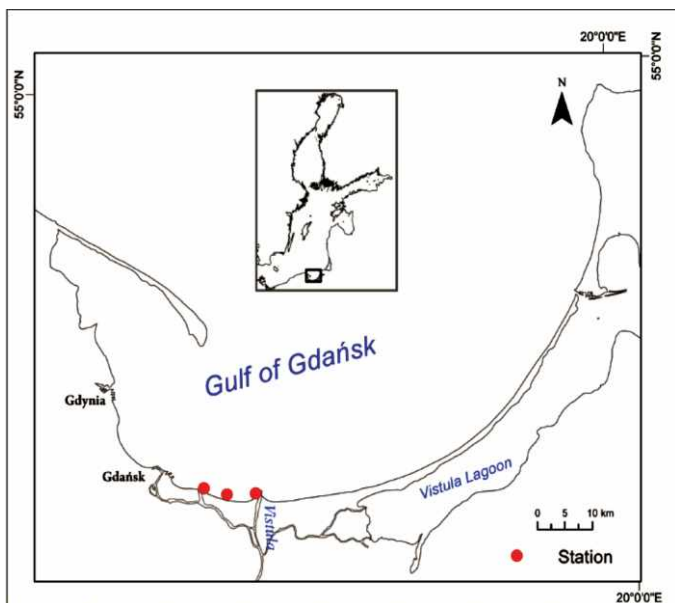 20°0'0"E
55°0'0"N
55°0'0"N
N
Gulf of Gdańsk
Gdynia
Gdańsk
Vistula
Vistula Lagoon
0 5 10 km
Station
20°0'0"E